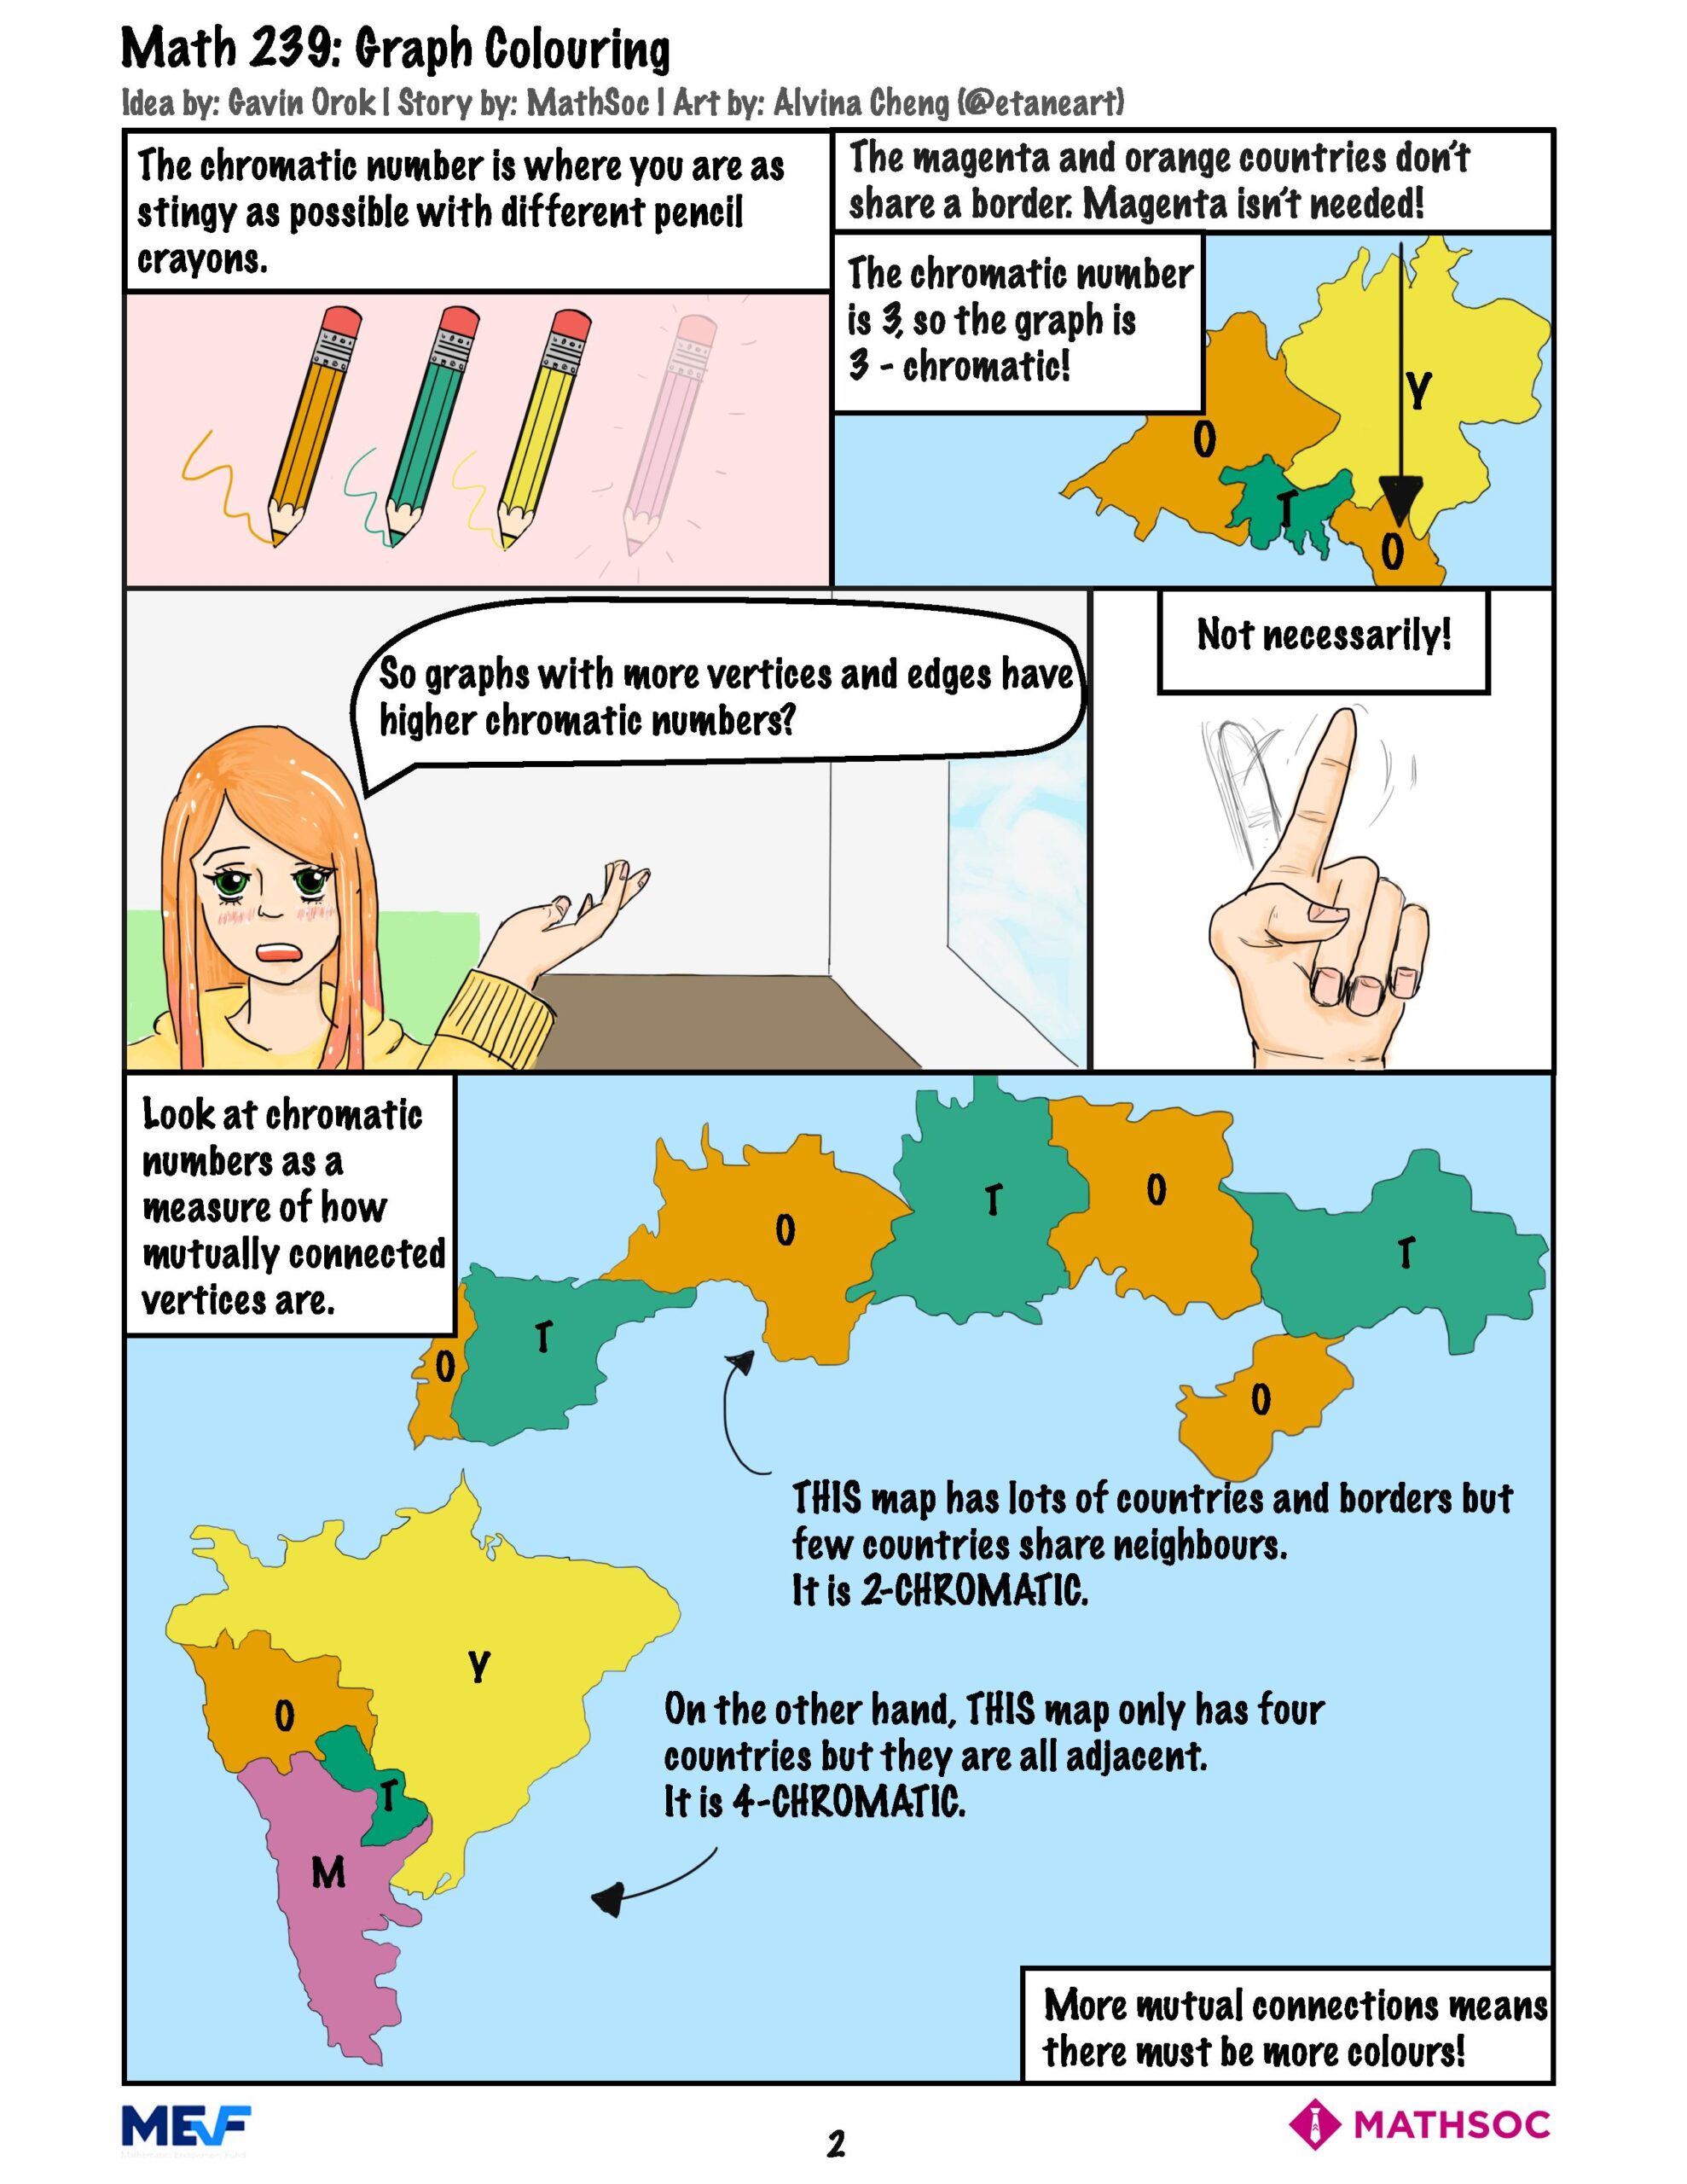 Math 239: Graph Colouring
Idea by: Gavin Orok | Story by: MathSoc | Art by: Alvina Cheng (@etaneart)
The chromatic number is where you are as
stingy as possible with different pencil
crayons.
The magenta and orange countries don't
share a border. Magenta isn't needed!
The chromatic number
is 3, so the graph is
3 - chromatic!
Y
O
T
O
So graphs with more vertices and edges have
higher chromatic numbers?
Not necessarily!
Look at chromatic
numbers as a
measure of how
mutually connected
vertices are.
O
T
O
T
O
T
O
THIS map has lots of countries and borders but
few countries share neighbours.
It is 2-CHROMATIC.
Y
O
T
M
On the other hand, THIS map only has four
countries but they are all adjacent.
It is 4-CHROMATIC.
More mutual connections means
there must be more colours!
MEF
2
MATHSOC